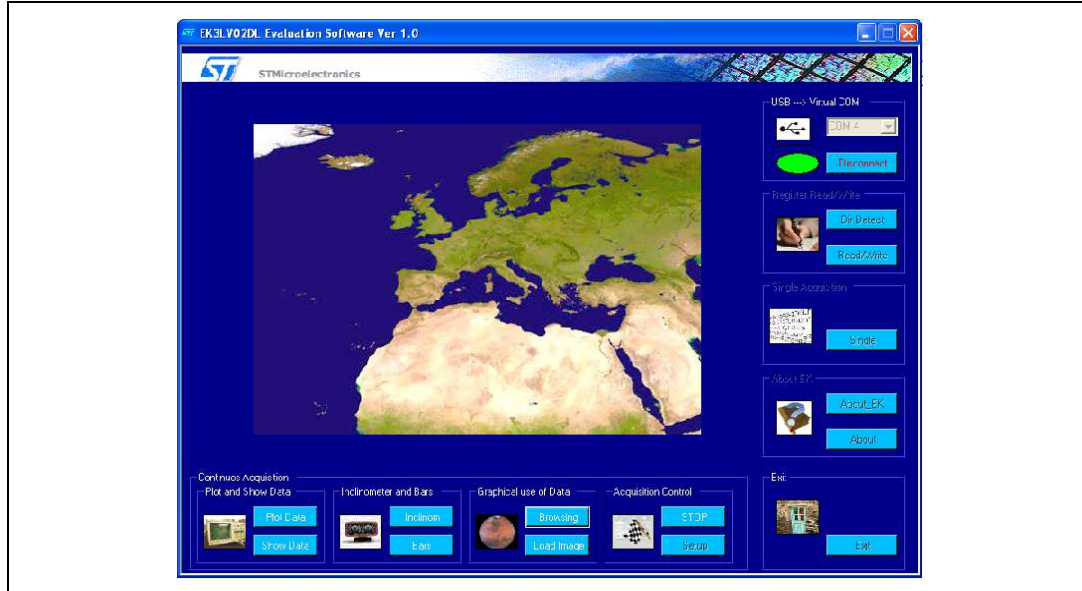 EK3LV02DL Evaluation Software Ver 1.0
ST STMicroelectronics
USB ---> Virtual COM
COM 4
Disconnect
Register Read/Write
Dir Detect
Read/Write
Single Acquisition
Single
About EK
About_EK
About
Continuos Acquistion
Plot and Show Data
Plot Data
Show Data
Inclinometer and Bars
Inclinom
Bars
Graphical use of Data
Browsing
Load Image
Acquisition Control
STOP
Setup
Exit
Exit